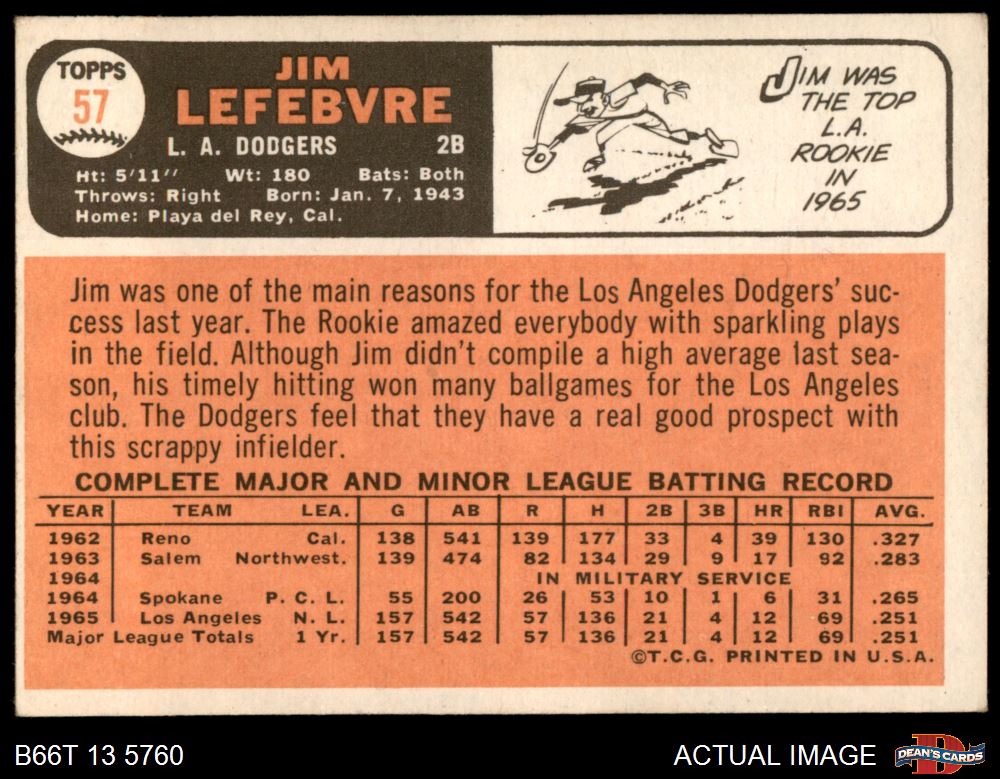 TOPPS
57
JIM
LEFEBVRE
L. A. DODGERS 2B
Ht: 5'11" Wt: 180 Bats: Both
Throws: Right Born: Jan. 7, 1943
Home: Playa del Rey, Cal.
JIM WAS
THE TOP
L.A.
ROOKIE
IN
1965
Jim was one of the main reasons for the Los Angeles Dodgers' suc-
cess last year. The Rookie amazed everybody with sparkling plays
in the field. Although Jim didn't compile a high average last sea-
son, his timely hitting won many ballgames for the Los Angeles
club. The Dodgers feel that they have a real good prospect with
this scrappy infielder.
COMPLETE MAJOR AND MINOR LEAGUE BATTING RECORD
YEAR TEAM LEA. G AB R H 2B 3B HR RBI AVG.
1962 Reno Cal. 138 541 139 177 33 4 39 130 .327
1963 Salem Northwest. 139 474 82 134 29 9 17 92 .283
1964 IN MILITARY SERVICE
1964 Spokane P. C. L. 55 200 26 53 10 1 6 31 .265
1965 Los Angeles N. L. 157 542 57 136 21 4 12 69 .251
Major League Totals 1 Yr. 157 542 57 136 21 4 12 69 .251
©T.C.G. PRINTED IN U.S.A.
B66T 13 5760 ACTUAL IMAGE
D
DEAN'S CARDS